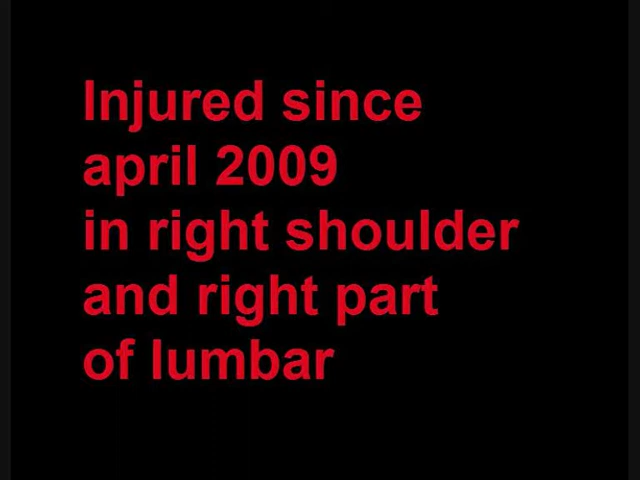 Injured since
april 2009
in right shoulder
and right part
of lumbar